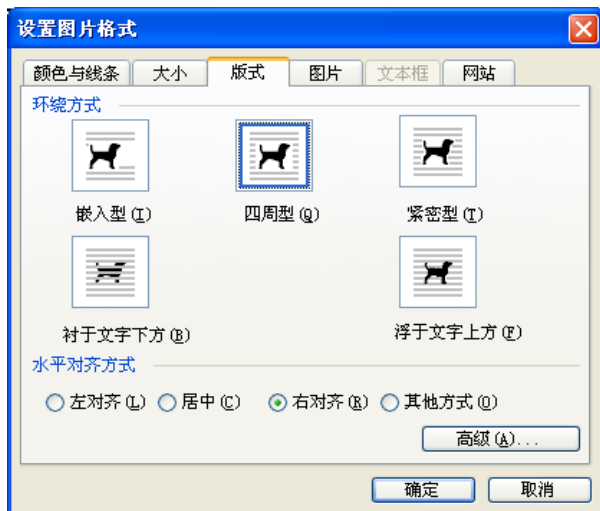 设置图片格式
颜色与线条 大小 版式 图片 文本框 网站
环绕方式
嵌入型(I) 四周型(Q) 紧密型(T)
衬于文字下方(B) 浮于文字上方(F)
水平对齐方式
左对齐(L) 居中(C) 右对齐(R) 其他方式(O)
高级(A)...
确定 取消